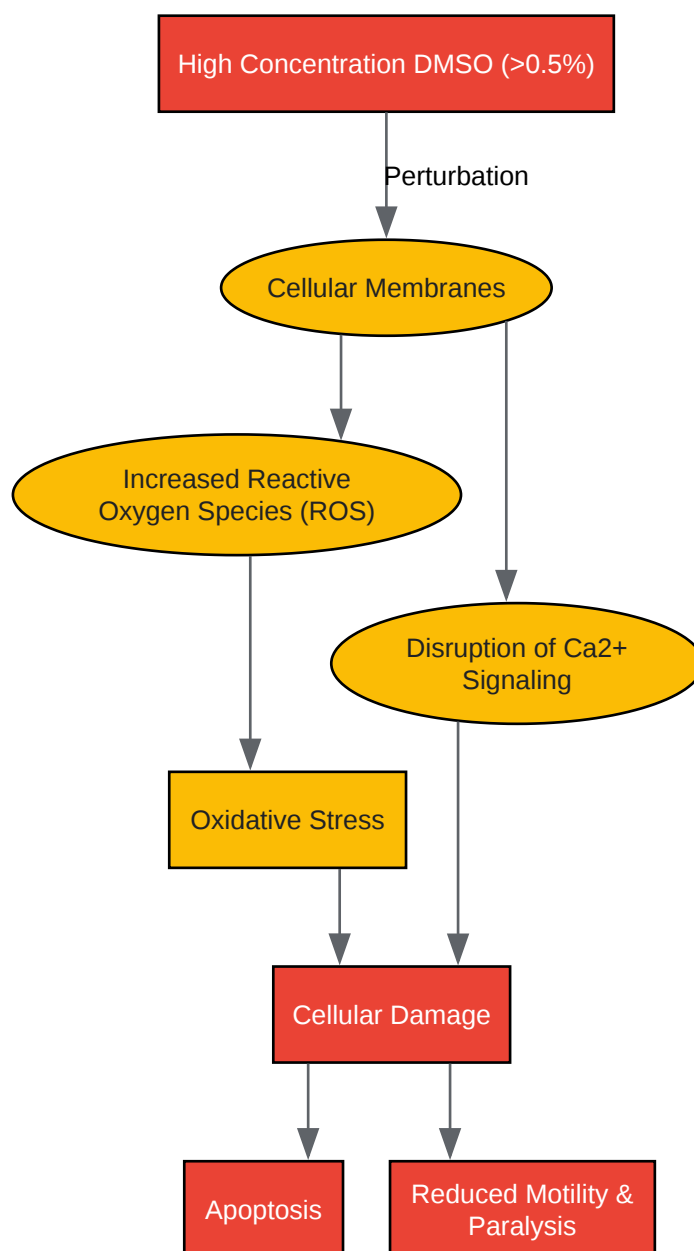 High Concentration DMSO (>0.5%)
Perturbation
Cellular Membranes
Increased Reactive
Oxygen Species (ROS)
Disruption of Ca2+
Signaling
Oxidative Stress
Cellular Damage
Apoptosis
Reduced Motility &
Paralysis